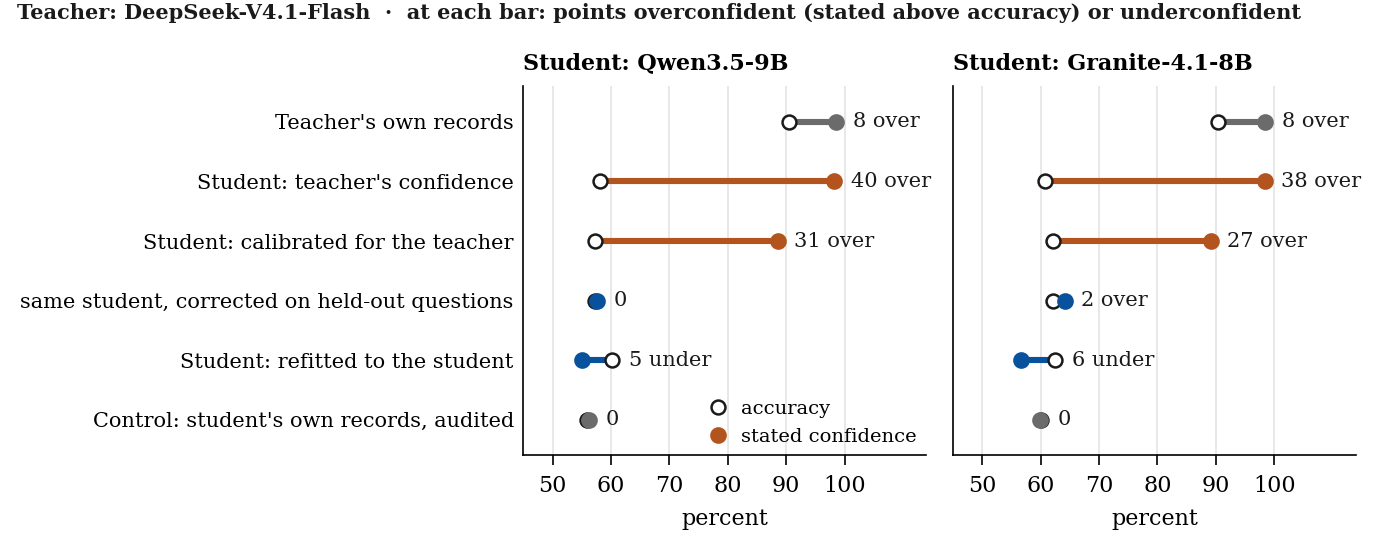 Teacher: DeepSeek-V4.1-Flash · at each bar: points overconfident (stated above accuracy) or underconfident
Student: Qwen3.5-9B
Student: Granite-4.1-8B
Teacher's own records
8 over
8 over
Student: teacher's confidence
40 over
38 over
Student: calibrated for the teacher
31 over
27 over
same student, corrected on held-out questions
0
2 over
Student: refitted to the student
5 under
6 under
Control: student's own records, audited
0
0
accuracy
stated confidence
50 60 70 80 90 100
50 60 70 80 90 100
percent
percent